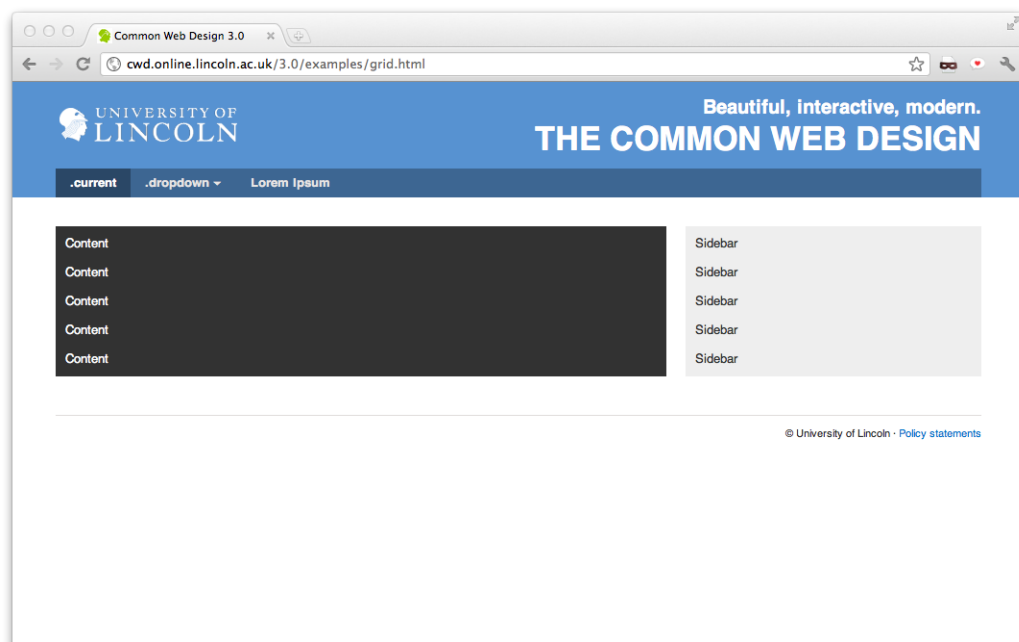 Common Web Design 3.0
cwd.online.lincoln.ac.uk/3.0/examples/grid.html
UNIVERSITY OF
LINCOLN
Beautiful, interactive, modern.
THE COMMON WEB DESIGN
.current .dropdown Lorem Ipsum
Content
Content
Content
Content
Content
Sidebar
Sidebar
Sidebar
Sidebar
Sidebar
© University of Lincoln · Policy statements